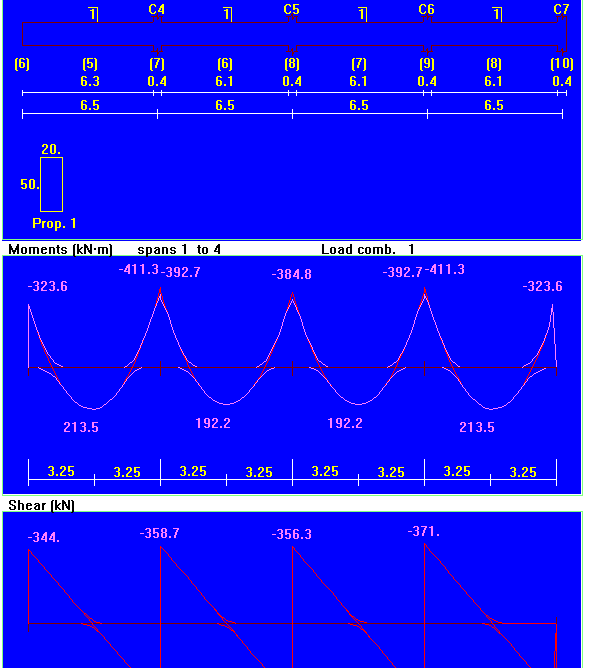 1 C4 1 C5 1 C6 1 C7
(6) (5) (7) (6) (8) (7) (9) (8) (10)
6.3 0.4 6.1 0.4 6.1 0.4 6.1 0.4
6.5 6.5 6.5 6.5
20.
50.
Prop. 1
Moments (kN·m) spans 1 to 4 Load comb. 1
-323.6 -411.3 -392.7 -384.8 -392.7 -411.3 -323.6
213.5 192.2 192.2 213.5
3.25 3.25 3.25 3.25 3.25 3.25 3.25 3.25
Shear (kN)
-344. -358.7 -356.3 -371.